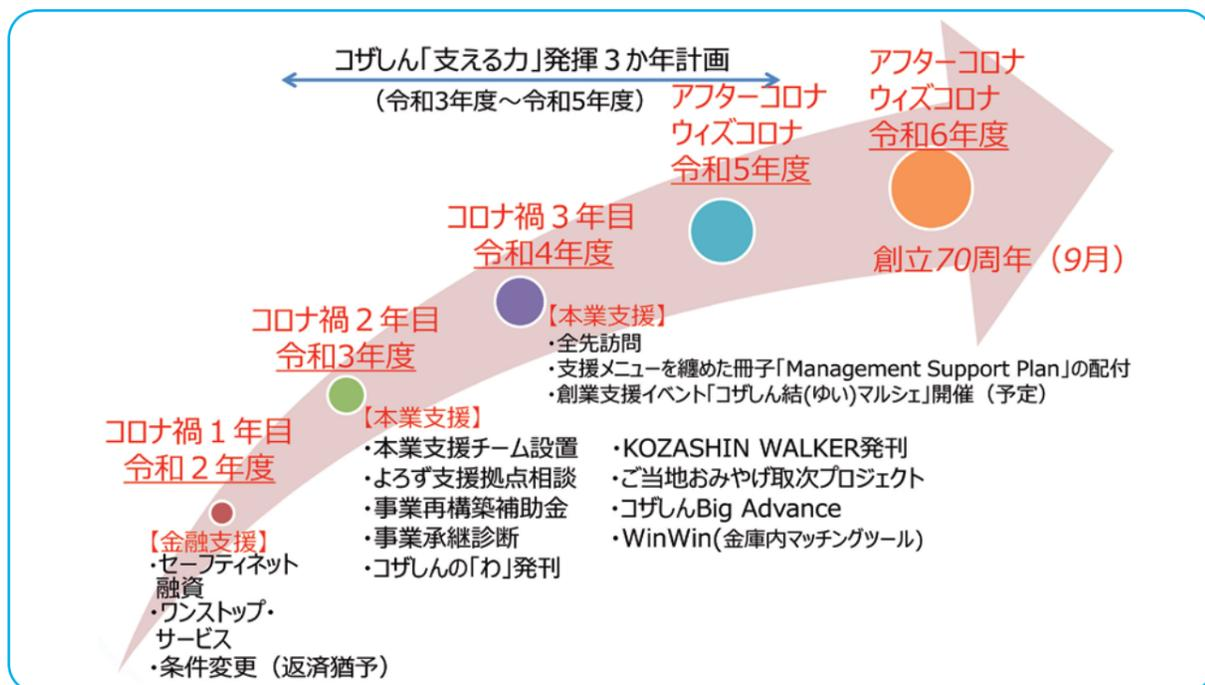 コザしん「支える力」発揮３か年計画
（令和3年度～令和5年度）
アフターコロナ
ウィズコロナ
令和6年度
創立70周年（9月）
アフターコロナ
ウィズコロナ
令和5年度
コロナ禍３年目
令和4年度
【本業支援】
・全先訪問
・支援メニューを纏めた冊子「Management Support Plan」の配付
・創業支援イベント「コザしん結(ゆい)マルシェ」開催（予定）
コロナ禍２年目
令和3年度
【本業支援】
・本業支援チーム設置
・よろず支援拠点相談
・事業再構築補助金
・事業承継診断
・コザしんの「わ」発刊
・KOZASHIN WALKER発刊
・ご当地おみやげ取次プロジェクト
・コザしんBig Advance
・WinWin(金庫内マッチングツール)
コロナ禍１年目
令和２年度
【金融支援】
・セーフティネット
融資
・ワンストップ・
サービス
・条件変更（返済猶予）